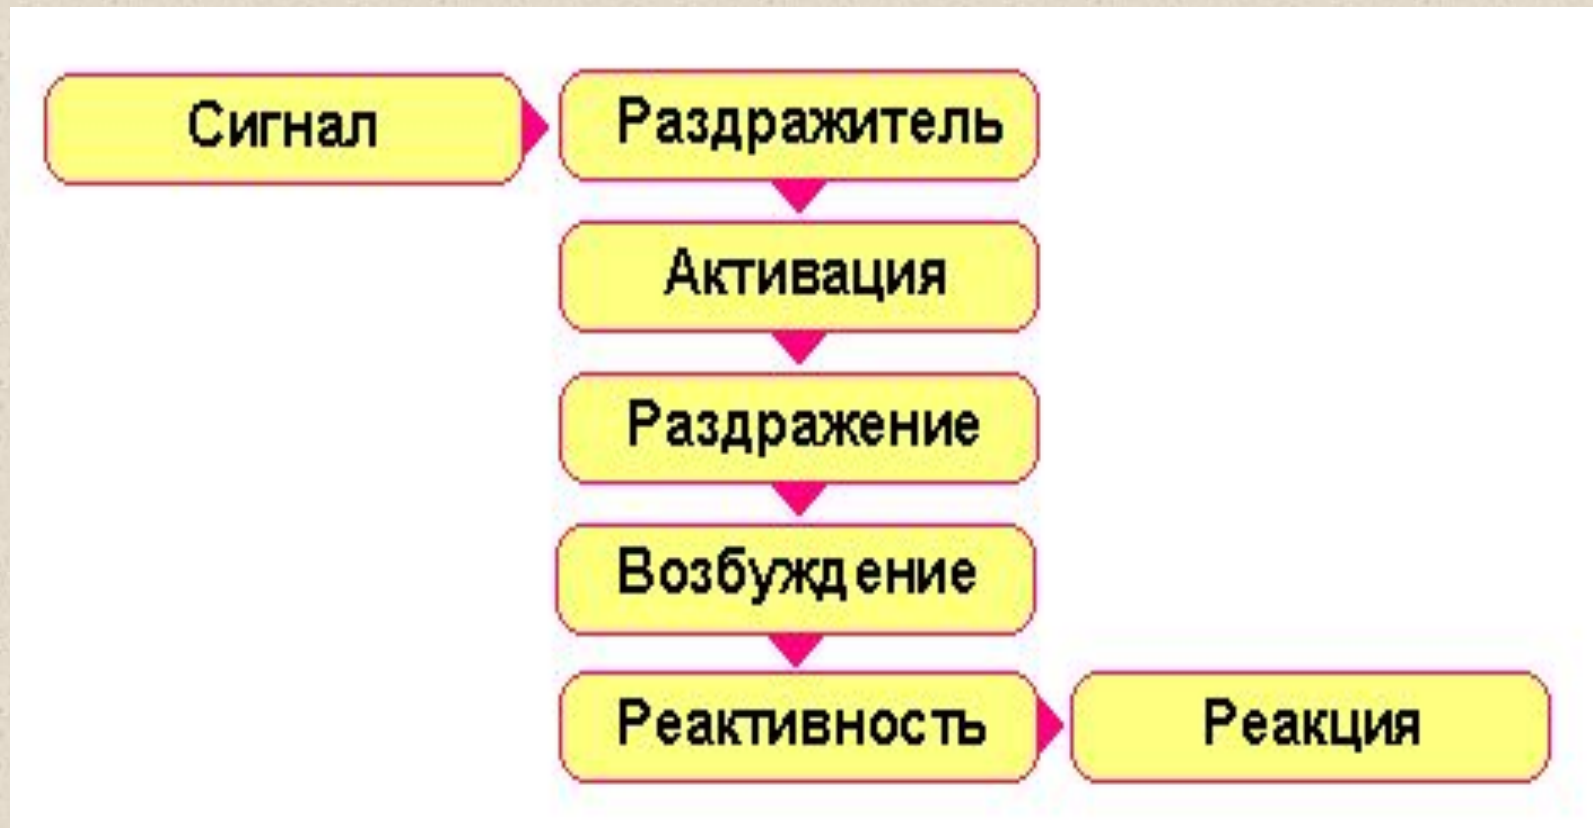 Сигнал
Раздражитель
Активация
Раздражение
Возбуждение
Реактивность
Реакция